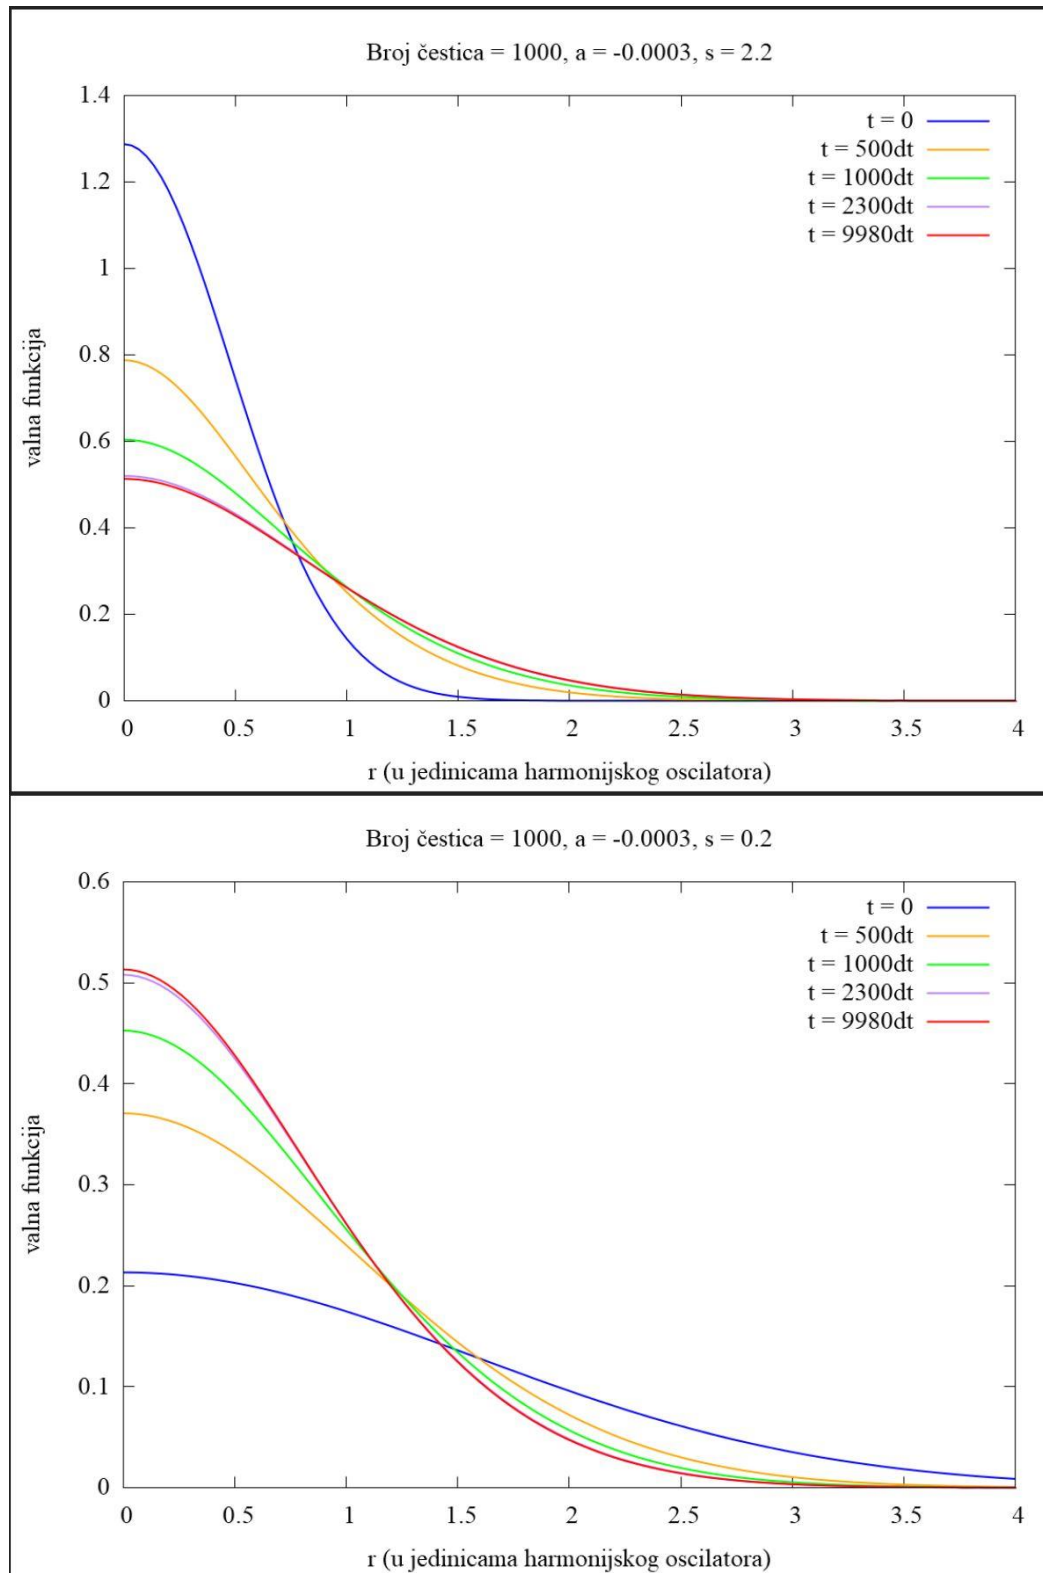 Broj čestica = 1000, a = -0.0003, s = 2.2
1.4
1.2
1
0.8
0.6
0.4
0.2
0
valna funkcija
t = 0
t = 500dt
t = 1000dt
t = 2300dt
t = 9980dt
0 0.5 1 1.5 2 2.5 3 3.5 4
r (u jedinicama harmonijskog oscilatora)
Broj čestica = 1000, a = -0.0003, s = 0.2
0.6
0.5
0.4
0.3
0.2
0.1
0
valna funkcija
t = 0
t = 500dt
t = 1000dt
t = 2300dt
t = 9980dt
0 0.5 1 1.5 2 2.5 3 3.5 4
r (u jedinicama harmonijskog oscilatora)